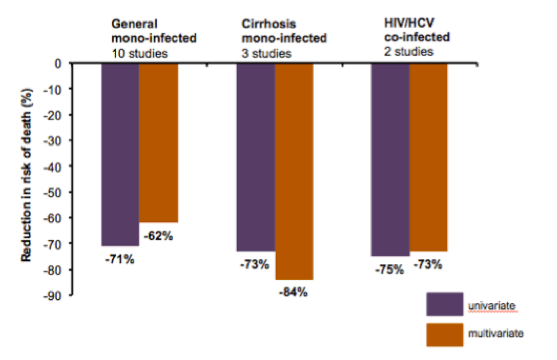 General
mono-infected
10 studies
Cirrhosis
mono-infected
3 studies
HIV/HCV
co-infected
2 studies
Reduction in risk of death (%)
0
-10
-20
-30
-40
-50
-60
-70
-80
-90
-71%
-62%
-73%
-84%
-75%
-73%
univariate
multivariate